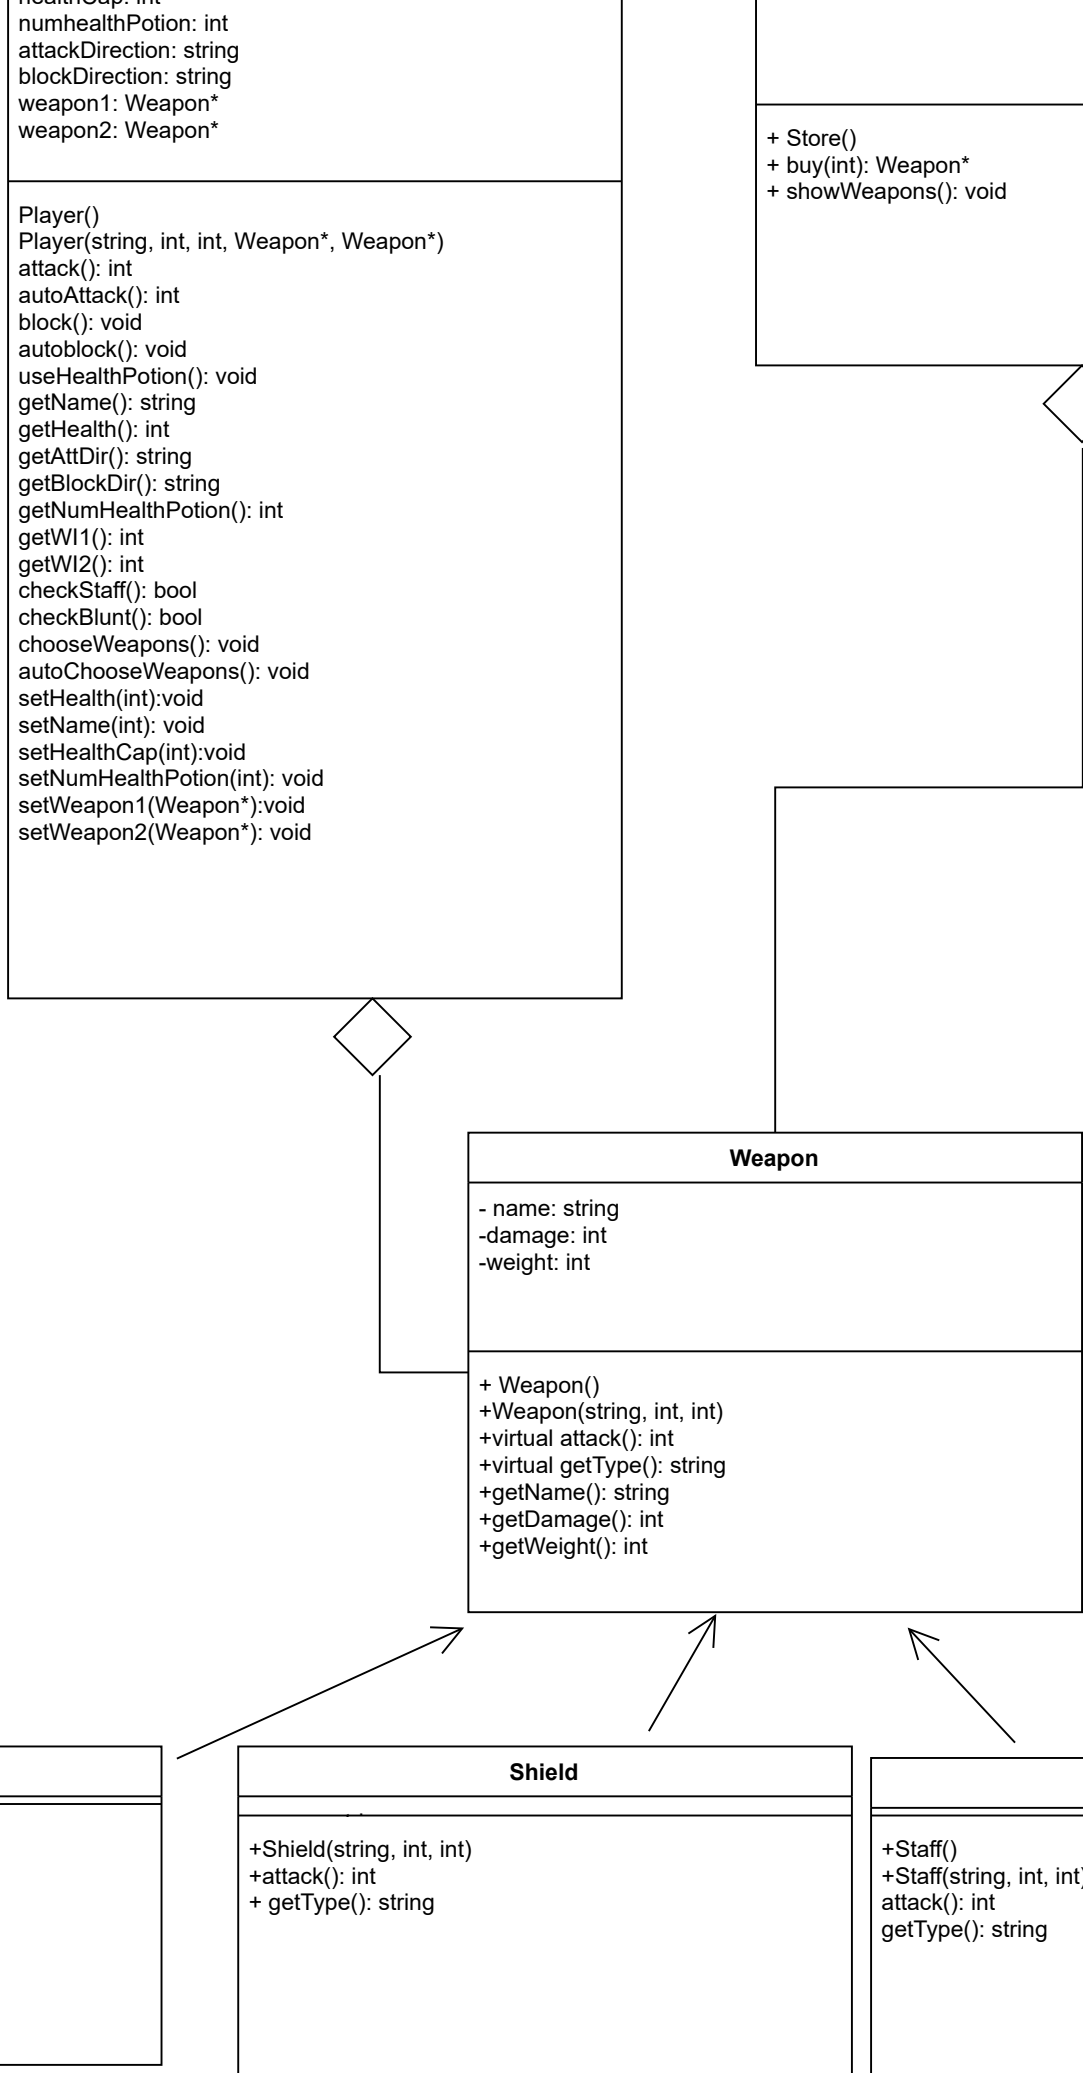 healthCap: int
numhealthPotion: int
attackDirection: string
blockDirection: string
weapon1: Weapon*
weapon2: Weapon*
Player()
Player(string, int, int, Weapon*, Weapon*)
attack(): int
autoAttack(): int
block(): void
autoblock(): void
useHealthPotion(): void
getName(): string
getHealth(): int
getAttDir(): string
getBlockDir(): string
getNumHealthPotion(): int
getWI1(): int
getWI2(): int
checkStaff(): bool
checkBlunt(): bool
chooseWeapons(): void
autoChooseWeapons(): void
setHealth(int):void
setName(int): void
setHealthCap(int):void
setNumHealthPotion(int): void
setWeapon1(Weapon*):void
setWeapon2(Weapon*): void
+ Store()
+ buy(int): Weapon*
+ showWeapons(): void
Weapon
- name: string
-damage: int
-weight: int
+ Weapon()
+Weapon(string, int, int)
+virtual attack(): int
+virtual getType(): string
+getName(): string
+getDamage(): int
+getWeight(): int
Shield
+Shield(string, int, int)
+attack(): int
+ getType(): string
+Staff()
+Staff(string, int, int)
attack(): int
getType(): string